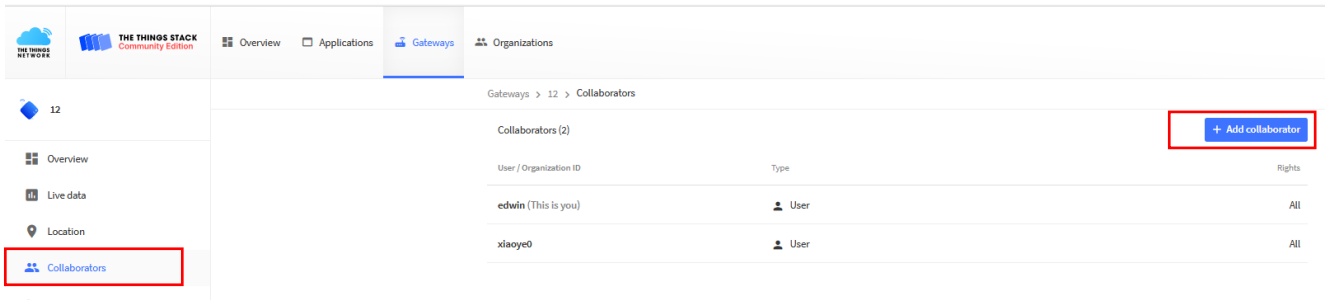 THE THINGS
NETWORK
THE THINGS STACK
Community Edition
Overview
Applications
Gateways
Organizations
12
Gateways > 12 > Collaborators
Collaborators (2)
+ Add collaborator
User / Organization ID Type Rights
edwin (This is you) User All
xiaoye0 User All
Overview
Live data
Location
Collaborators